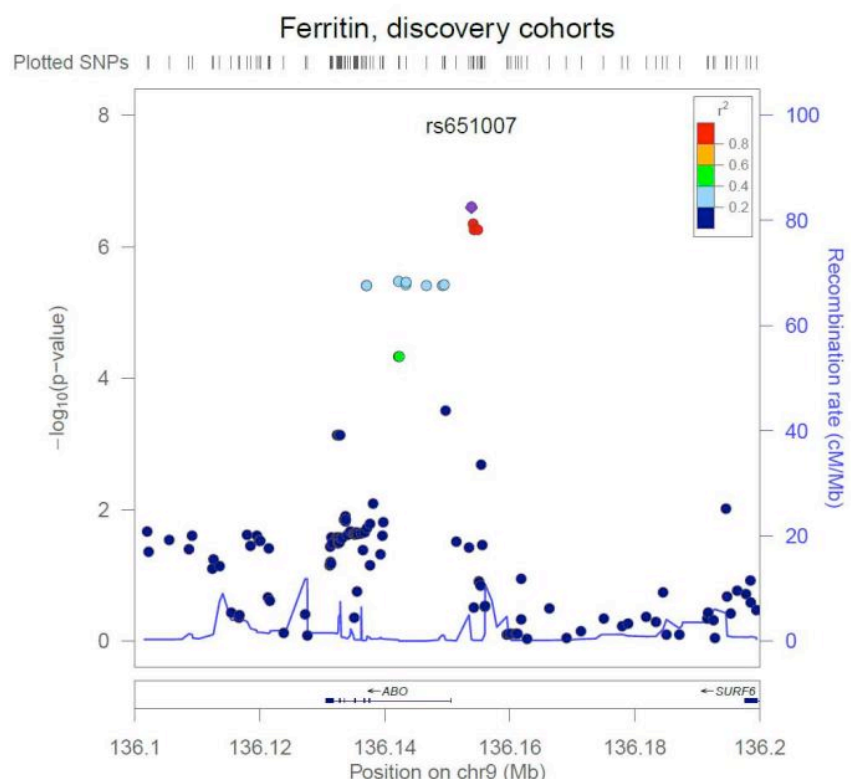 Ferritin, discovery cohorts
Plotted SNPs
8
6
4
2
0
−log10(p−value)
rs651007
r2
0.8
0.6
0.4
0.2
100
80
60
40
20
0
Recombination rate (cM/Mb)
←ABO
←SURF6
136.1 136.12 136.14 136.16 136.18 136.2
Position on chr9 (Mb)